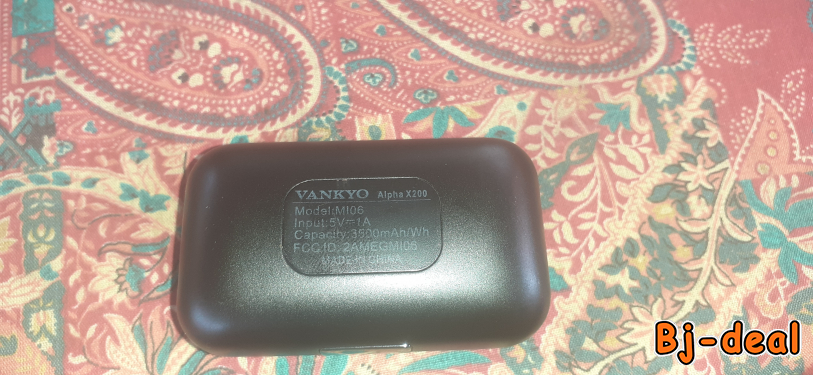 VANKYO Alpha X200
Model:MI06
Input:5V=1A
Capacity:3500mAh/Wh
FCC ID: 2AMEGMI06
MADE IN CHINA
Bj-deal